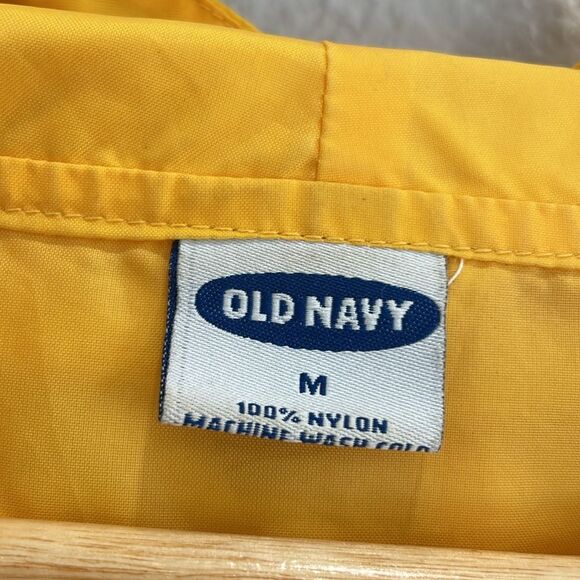 OLD NAVY
M
100% NYLON
MACHINE WASH COLD